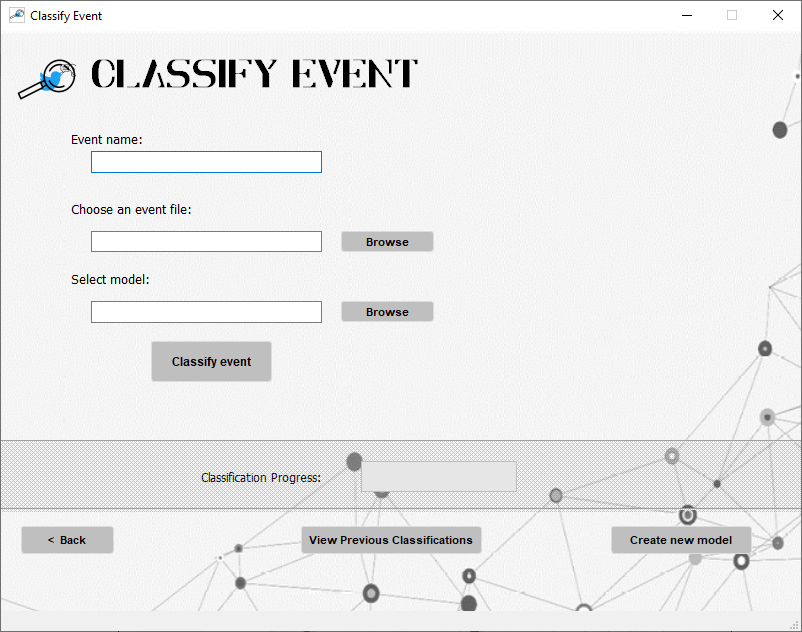 Classify Event
CLASSIFY EVENT
Event name:
Choose an event file:
Browse
Select model:
Browse
Classify event
Classification Progress:
< Back
View Previous Classifications
Create new model